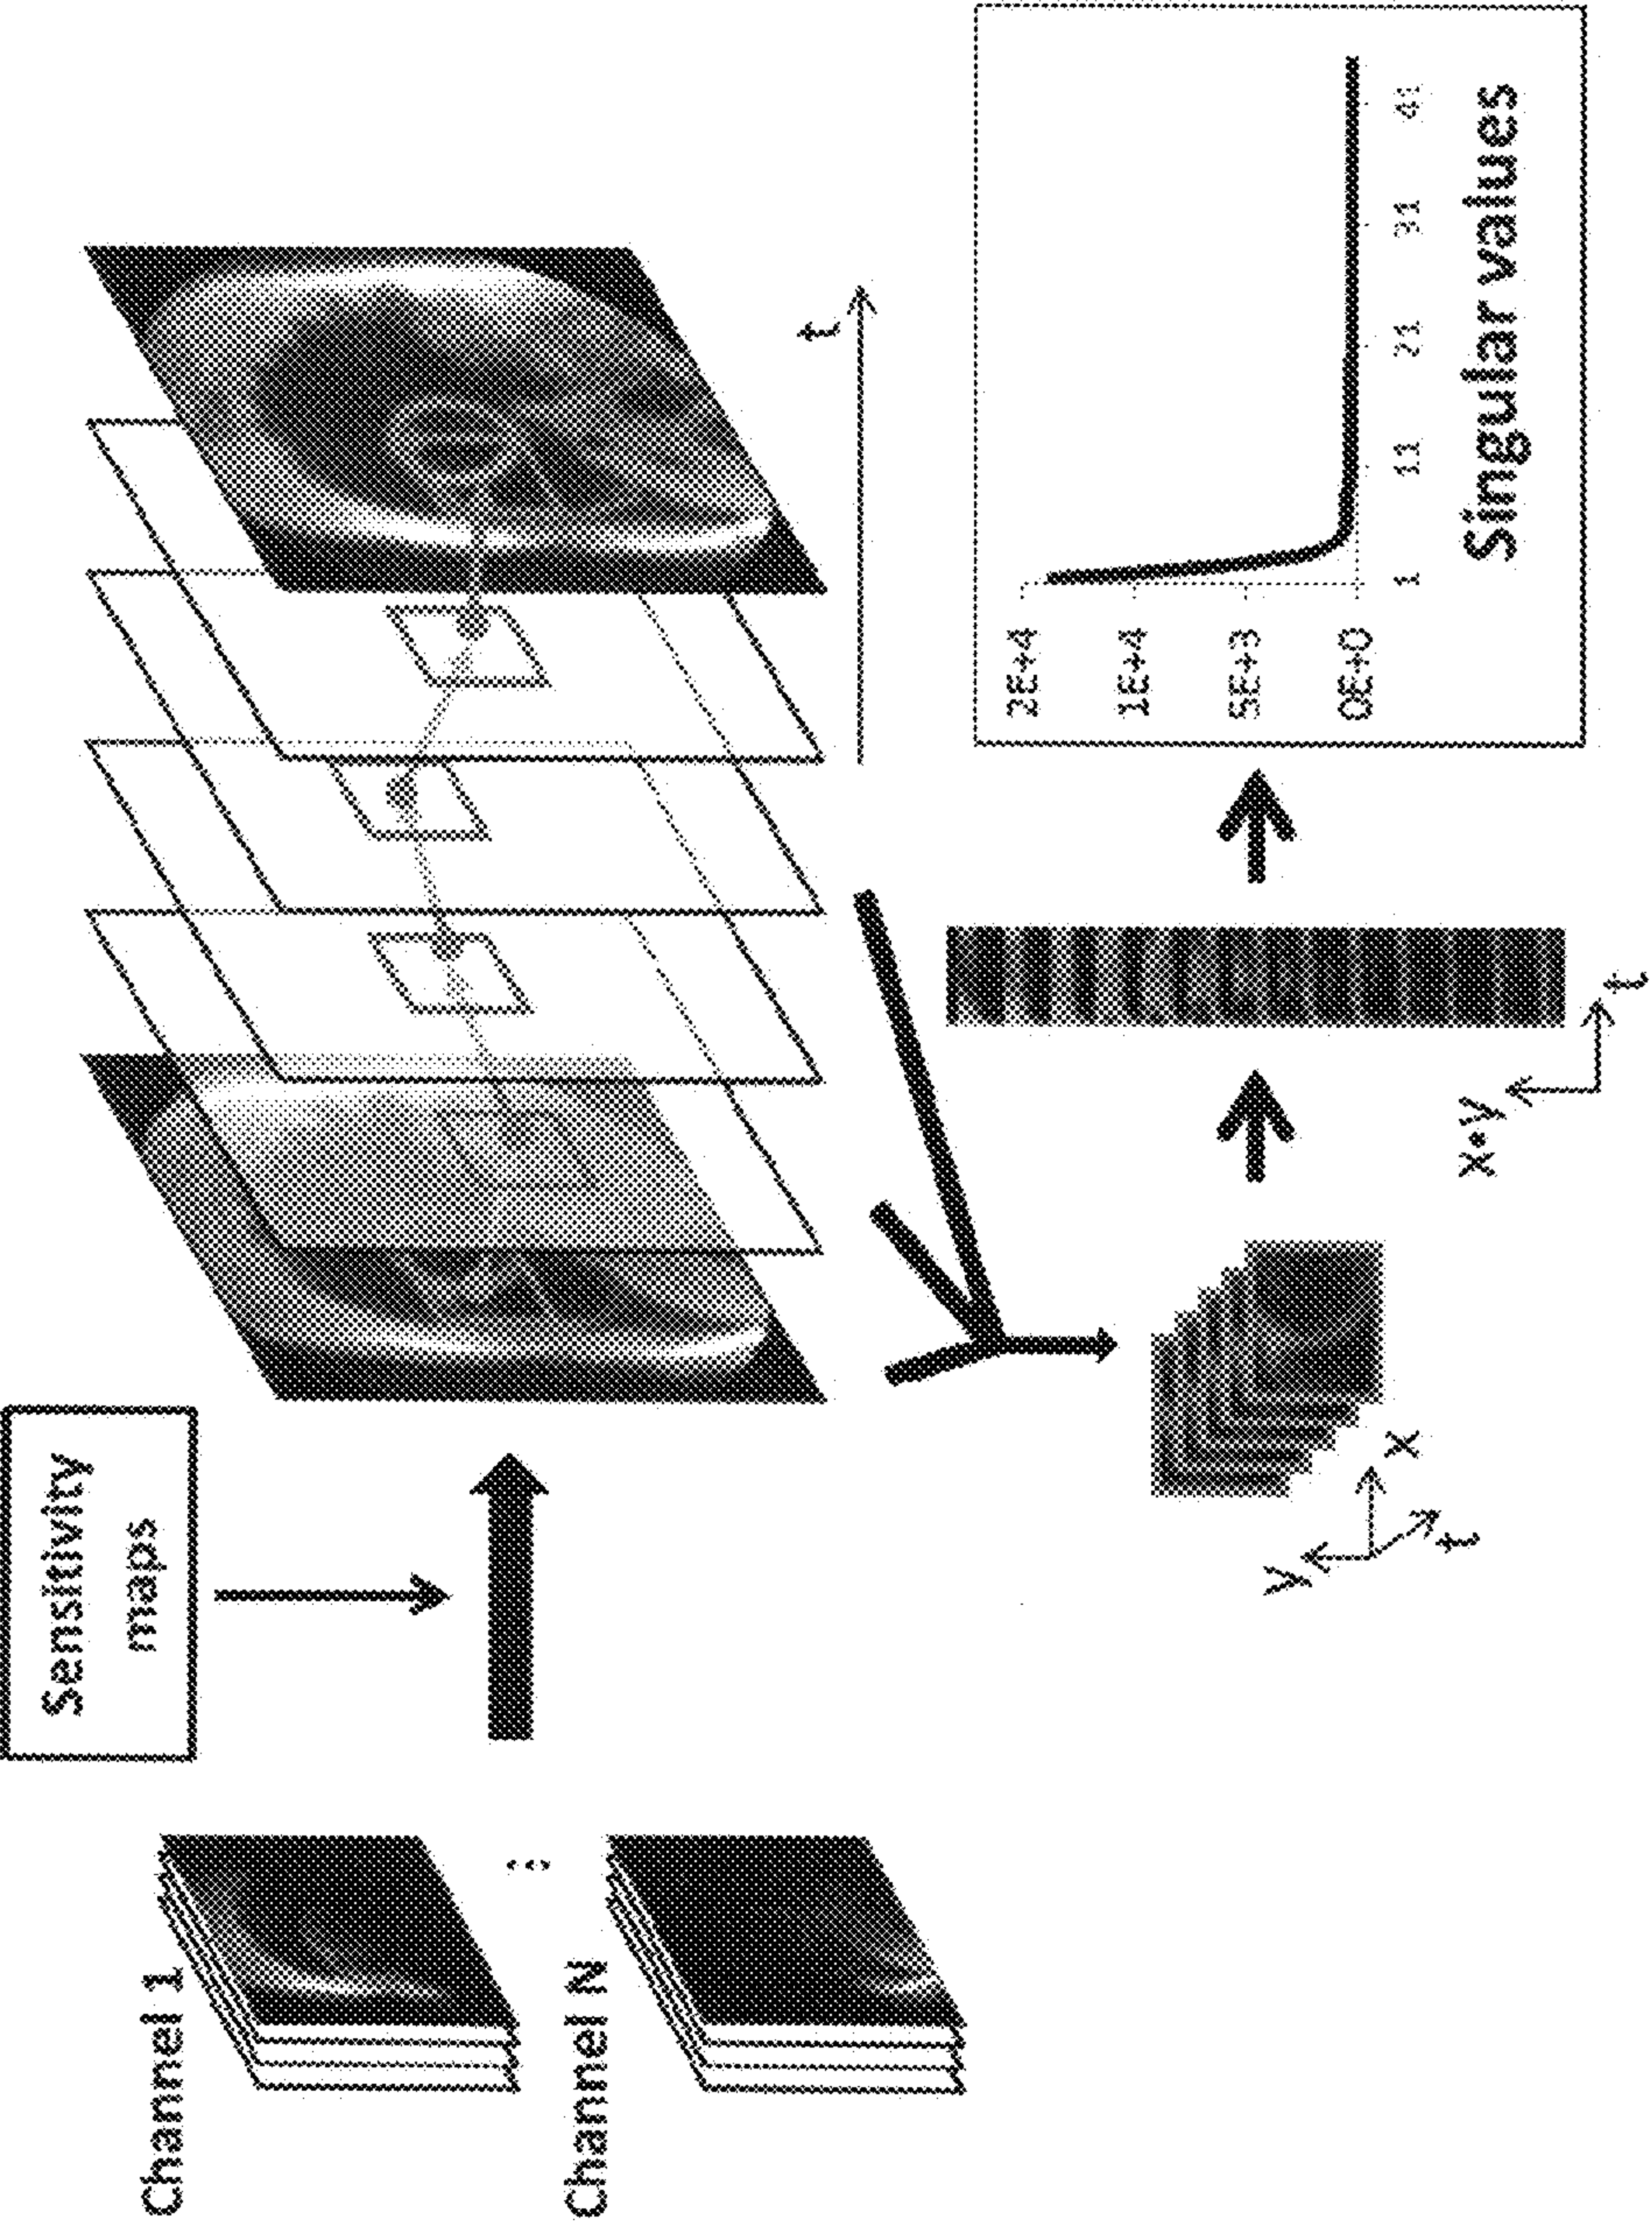 Channel 1
⋮
Channel N
Sensitivity
maps
t
y
x
t
x•y
t
2E+4
1E+4
5E+3
0E+0
1 11 21 31 41
Singular values